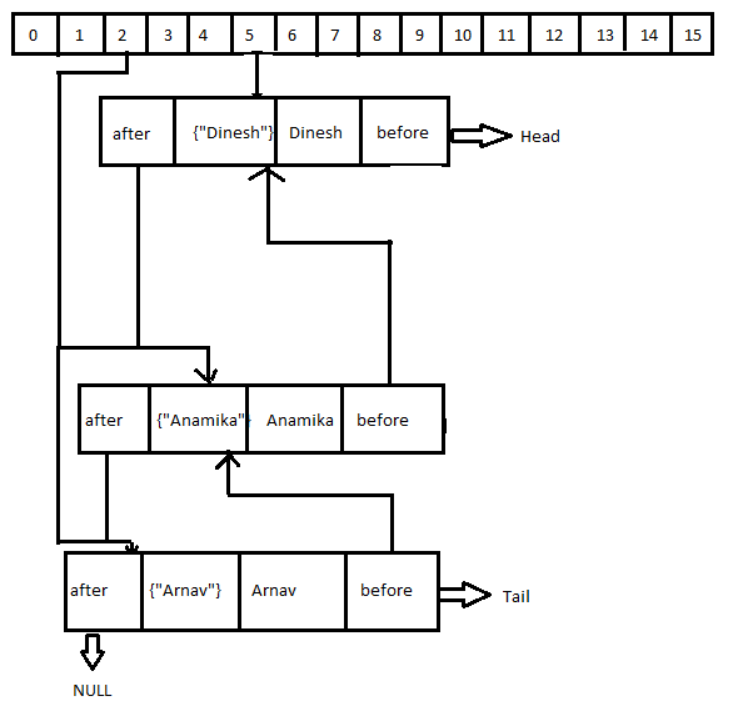 0 1 2 3 4 5 6 7 8 9 10 11 12 13 14 15
after {"Dinesh"} Dinesh before Head
after {"Anamika"} Anamika before
after {"Arnav"} Arnav before Tail
NULL